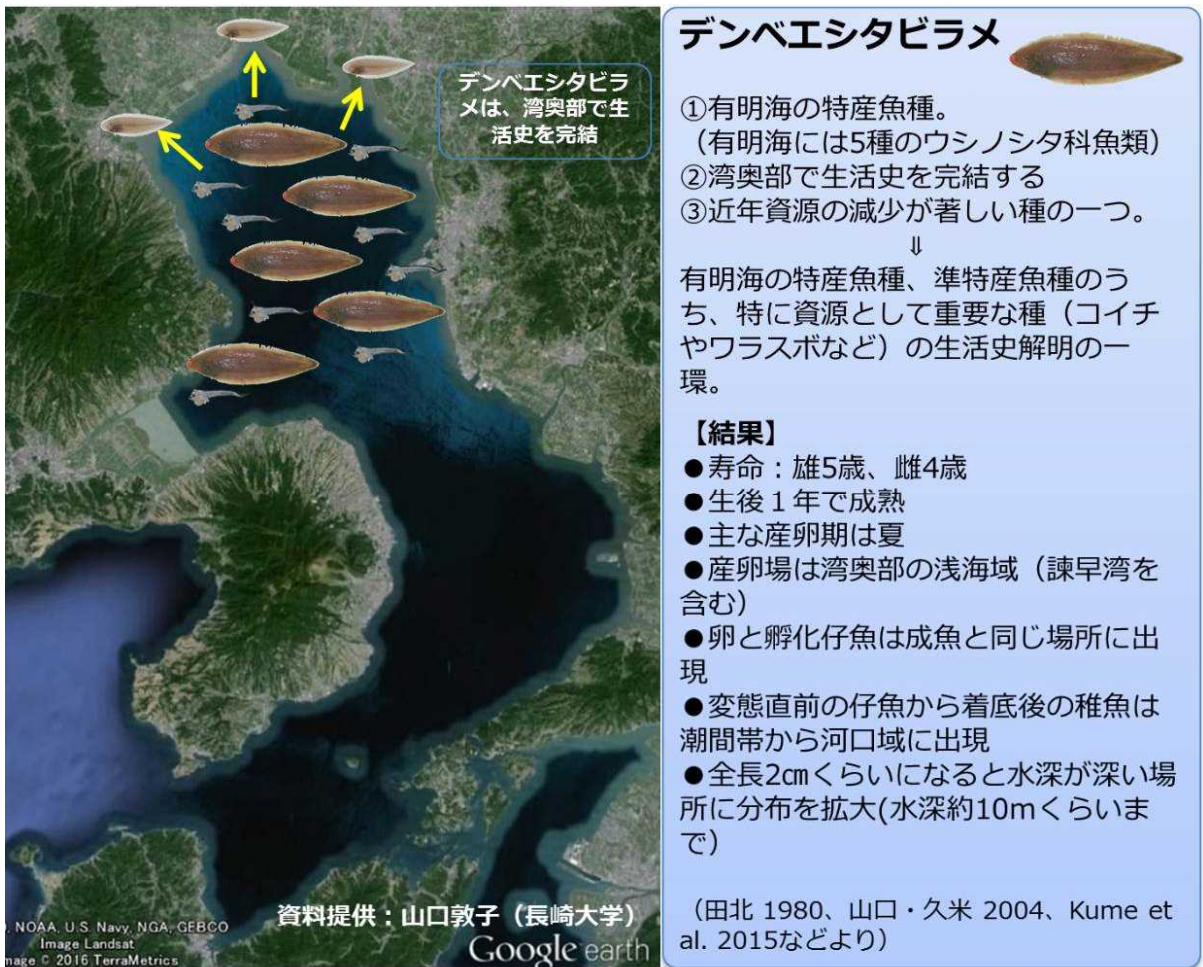 デンベエシタビラ
メは、湾奥部で生
活史を完結
資料提供：山口敦子（長崎大学）
, NOAA, U.S. Navy, NGA, GEBCO
Image Landsat
mage © 2016 TerraMetrics
Google earth
デンベエシタビラメ
①有明海の特産魚種。
（有明海には5種のウシノシタ科魚類）
②湾奥部で生活史を完結する
③近年資源の減少が著しい種の一つ。
⇓
有明海の特産魚種、準特産魚種のう
ち、特に資源として重要な種（コイチ
やワラスボなど）の生活史解明の一
環。
【結果】
●寿命：雄5歳、雌4歳
●生後１年で成熟
●主な産卵期は夏
●産卵場は湾奥部の浅海域（諫早湾を
含む）
●卵と孵化仔魚は成魚と同じ場所に出
現
●変態直前の仔魚から着底後の稚魚は
潮間帯から河口域に出現
●全長2㎝くらいになると水深が深い場
所に分布を拡大(水深約10mくらいま
で）
（田北 1980、山口・久米 2004、Kume et
al. 2015などより）